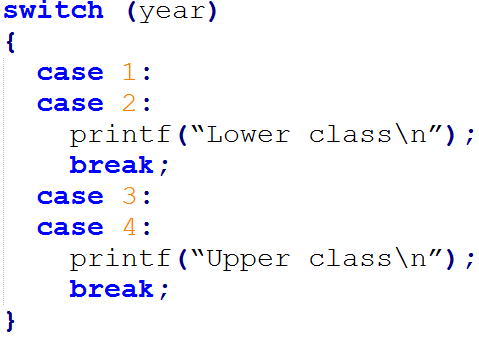 switch (year)
{
case 1:
case 2:
printf(“Lower class\n”);
break;
case 3:
case 4:
printf(“Upper class\n”);
break;
}